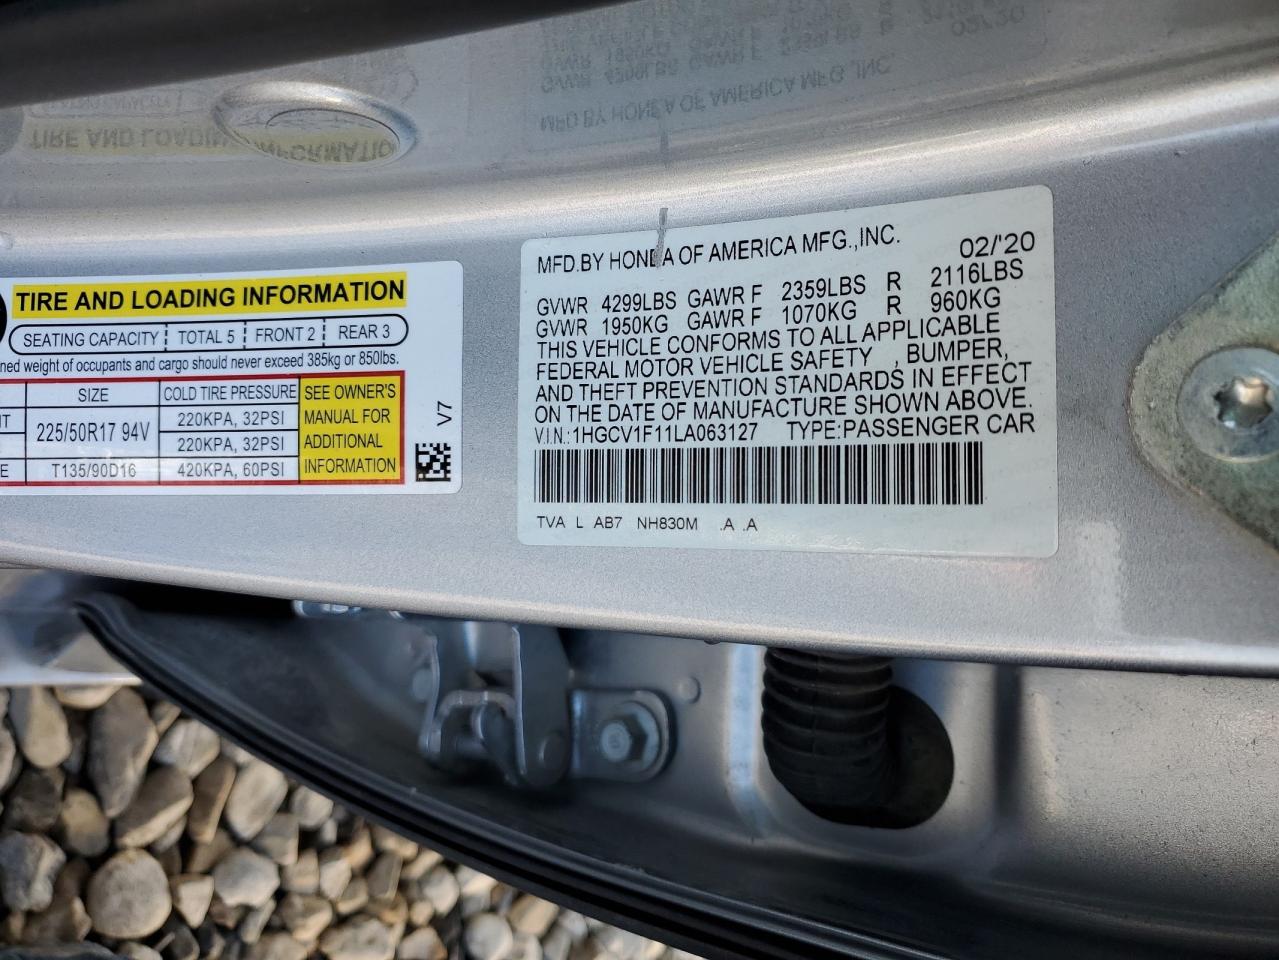 TIRE AND LOADING INFORMATION
SEATING CAPACITY TOTAL 5 FRONT 2 REAR 3
weight of occupants and cargo should never exceed 385kg or 850lbs.
SIZE COLD TIRE PRESSURE SEE OWNER'S
225/50R17 94V 220KPA, 32PSI MANUAL FOR
220KPA, 32PSI ADDITIONAL
T135/90D16 420KPA, 60PSI INFORMATION
V7
MFD.BY HONDA OF AMERICA MFG.,INC. 02/'20
GVWR 4299LBS GAWR F 2359LBS R 2116LBS
GVWR 1950KG GAWR F 1070KG R 960KG
THIS VEHICLE CONFORMS TO ALL APPLICABLE
FEDERAL MOTOR VEHICLE SAFETY , BUMPER,
AND THEFT PREVENTION STANDARDS IN EFFECT
ON THE DATE OF MANUFACTURE SHOWN ABOVE.
V.I.N.:1HGCV1F11LA063127 TYPE:PASSENGER CAR
TVA L AB7 NH830M .A .A